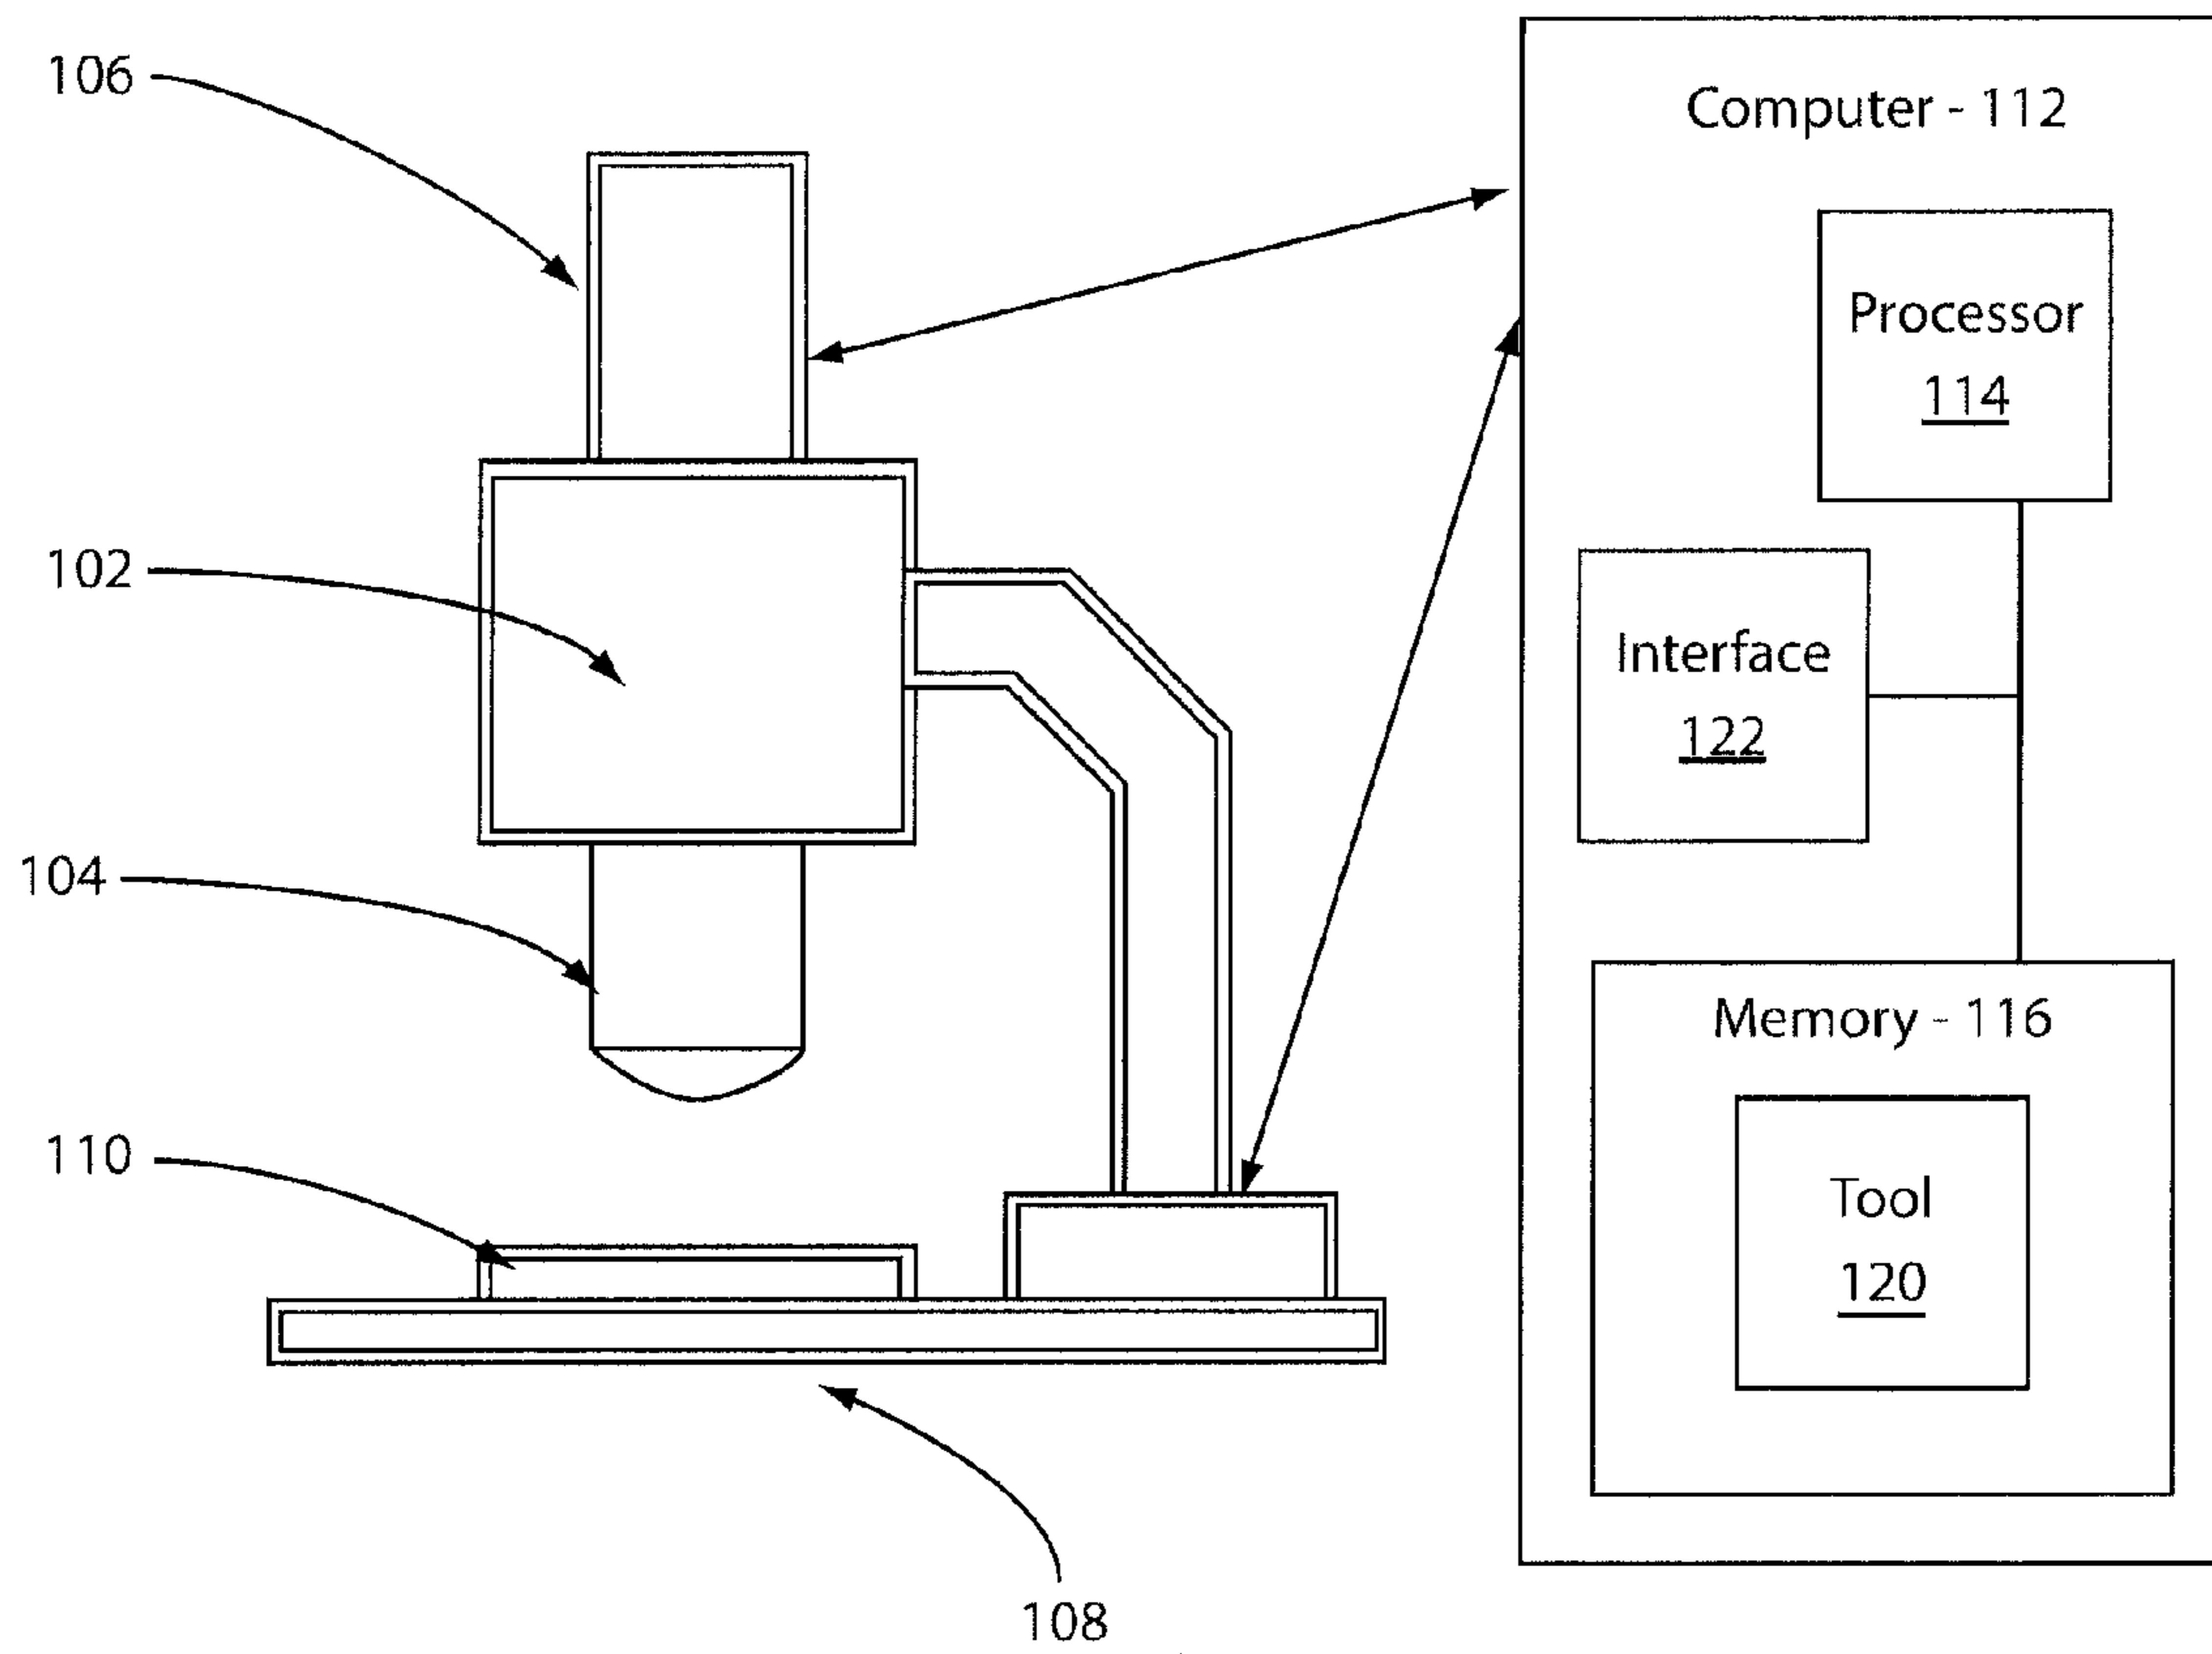 106
102
104
110
108
Computer - 112
Processor
114
Interface
122
Memory - 116
Tool
120